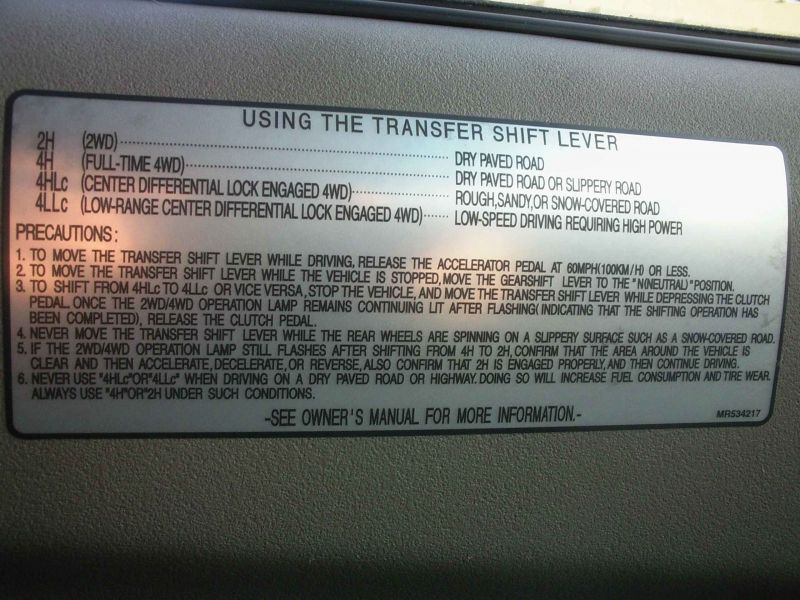 USING THE TRANSFER SHIFT LEVER
2H (2WD)........................................................ DRY PAVED ROAD
4H (FULL-TIME 4WD)............................................. DRY PAVED ROAD OR SLIPPERY ROAD
4HLc (CENTER DIFFERENTIAL LOCK ENGAGED 4WD)................ ROUGH,SANDY,OR SNOW-COVERED ROAD
4LLc (LOW-RANGE CENTER DIFFERENTIAL LOCK ENGAGED 4WD)...... LOW-SPEED DRIVING REQUIRING HIGH POWER
PRECAUTIONS:
1. TO MOVE THE TRANSFER SHIFT LEVER WHILE DRIVING, RELEASE THE ACCELERATOR PEDAL AT 60MPH(100KM/H) OR LESS.
2. TO MOVE THE TRANSFER SHIFT LEVER WHILE THE VEHICLE IS STOPPED,MOVE THE GEARSHIFT LEVER TO THE "N(NEUTRAL)"POSITION.
3. TO SHIFT FROM 4HLc TO 4LLc OR VICE VERSA,STOP THE VEHICLE,AND MOVE THE TRANSFER SHIFT LEVER WHILE DEPRESSING THE CLUTCH
PEDAL. ONCE THE 2WD/4WD OPERATION LAMP REMAINS CONTINUING LIT AFTER FLASHING(INDICATING THAT THE SHIFTING OPERATION HAS
BEEN COMPLETED), RELEASE THE CLUTCH PEDAL.
4. NEVER MOVE THE TRANSFER SHIFT LEVER WHILE THE REAR WHEELS ARE SPINNING ON A SLIPPERY SURFACE SUCH AS A SNOW-COVERED ROAD.
5. IF THE 2WD/4WD OPERATION LAMP STILL FLASHES AFTER SHIFTING FROM 4H TO 2H,CONFIRM THAT THE AREA AROUND THE VEHICLE IS
CLEAR AND THEN ACCELERATE,DECELERATE,OR REVERSE,ALSO CONFIRM THAT 2H IS ENGAGED PROPERLY,AND THEN CONTINUE DRIVING.
6. NEVER USE "4HLc"OR"4LLc" WHEN DRIVING ON A DRY PAVED ROAD OR HIGHWAY.DOING SO WILL INCREASE FUEL CONSUMPTION AND TIRE WEAR.
ALWAYS USE "4H"OR"2H UNDER SUCH CONDITIONS.
-SEE OWNER'S MANUAL FOR MORE INFORMATION.-
MR534217